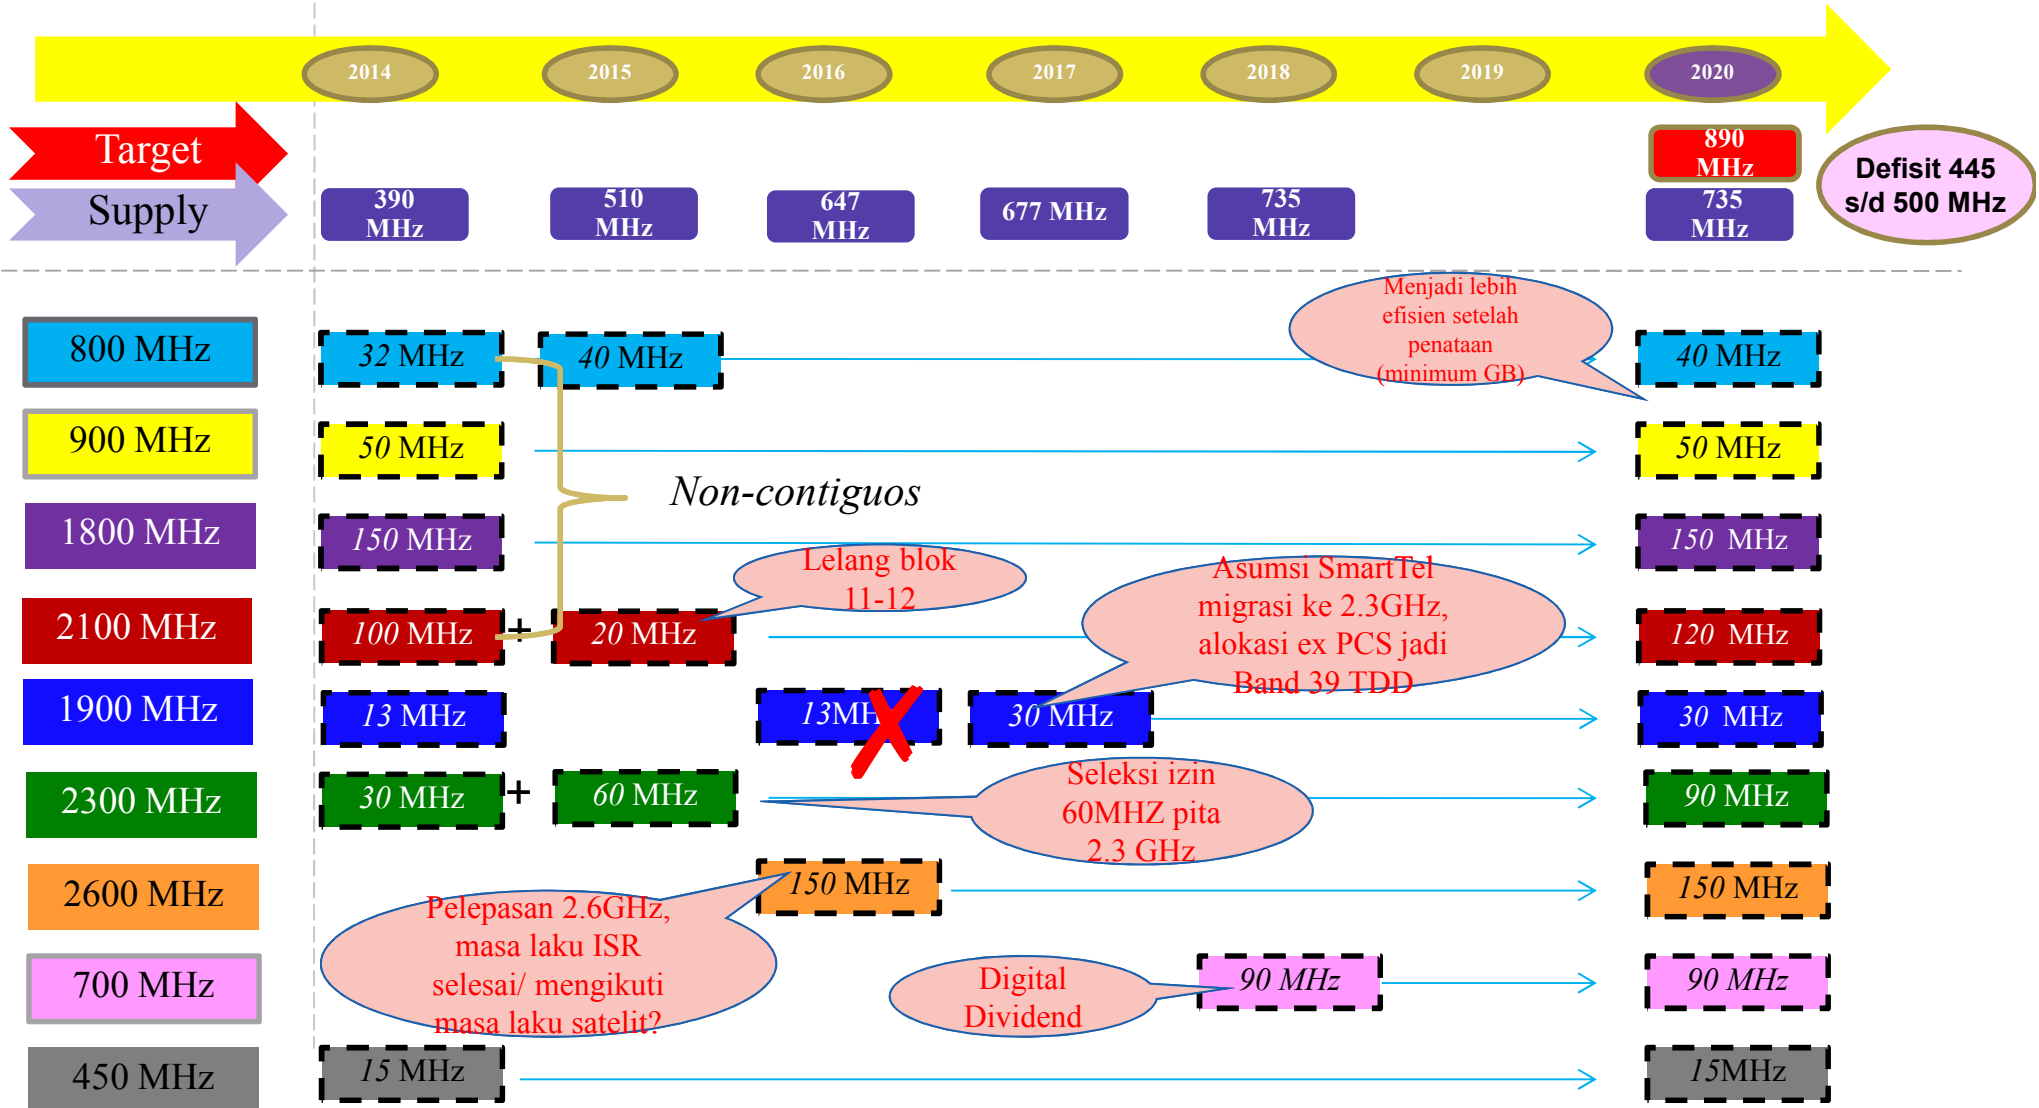 2014
2015
2016
2017
2018
2019
2020
Target
890
MHz
Defisit 445
s/d 500 MHz
Supply
390
MHz
510
MHz
647
MHz
677 MHz
735
MHz
735
MHz
Menjadi lebih
efisien setelah
penataan
(minimum GB)
800 MHz
32 MHz
40 MHz
40 MHz
900 MHz
50 MHz
50 MHz
Non-contiguos
1800 MHz
150 MHz
150 MHz
Lelang blok
11-12
Asumsi SmartTel
migrasi ke 2.3GHz,
alokasi ex PCS jadi
Band 39 TDD
2100 MHz
100 MHz
+
20 MHz
120 MHz
1900 MHz
13 MHz
13MHz
30 MHz
30 MHz
2300 MHz
30 MHz
+
60 MHz
90 MHz
Seleksi izin
60MHZ pita
2.3 GHz
2600 MHz
150 MHz
150 MHz
Pelepasan 2.6GHz,
masa laku ISR
selesai/ mengikuti
masa laku satelit?
700 MHz
Digital
Dividend
90 MHz
90 MHz
450 MHz
15 MHz
15MHz